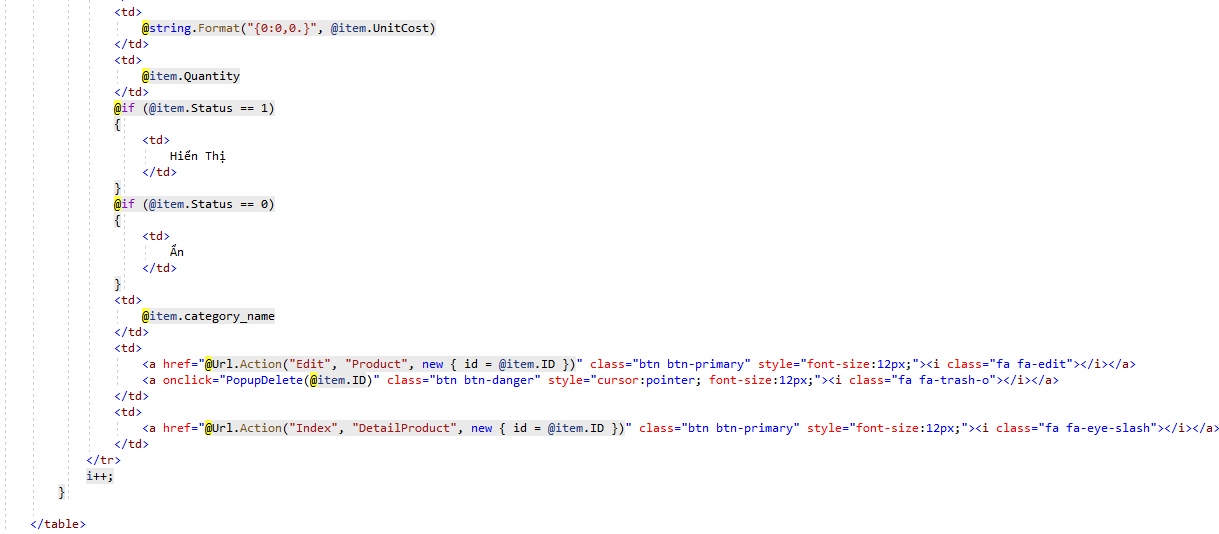 <td>
@string.Format("{0:0,0.}", @item.UnitCost)
</td>
<td>
@item.Quantity
</td>
@if (@item.Status == 1)
{
<td>
Hiển Thị
</td>
}
@if (@item.Status == 0)
{
<td>
Ẩn
</td>
}
<td>
@item.category_name
</td>
<td>
<a href="@Url.Action("Edit", "Product", new { id = @item.ID })" class="btn btn-primary" style="font-size:12px;"><i class="fa fa-edit"></i></a>
<a onclick="PopupDelete(@item.ID)" class="btn btn-danger" style="cursor:pointer; font-size:12px;"><i class="fa fa-trash-o"></i></a>
</td>
<td>
<a href="@Url.Action("Index", "DetailProduct", new { id = @item.ID })" class="btn btn-primary" style="font-size:12px;"><i class="fa fa-eye-slash"></i></a>
</td>
</tr>
i++;
}
</table>